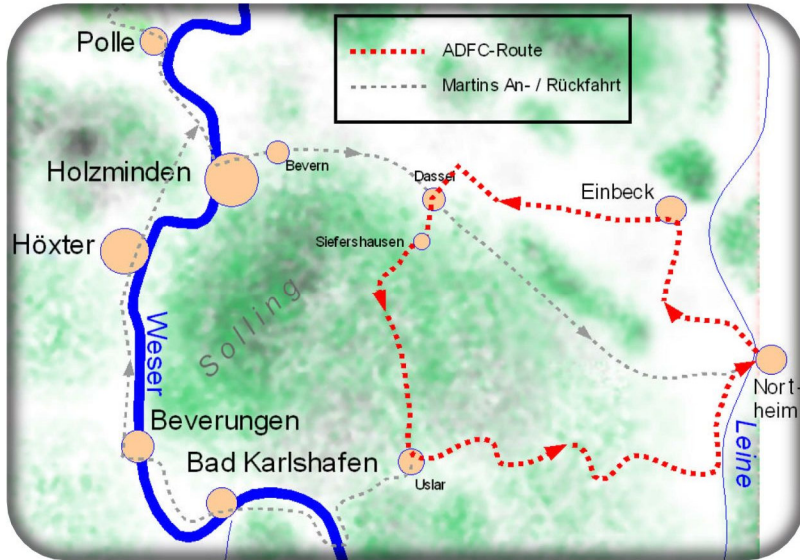 Polle
ADFC-Route
Martins An- / Rückfahrt
Holzminden
Bevern
Dassel
Einbeck
Höxter
Siefershausen
Solling
Weser
Nort-
heim
Beverungen
Bad Karlshafen
Uslar
Leine